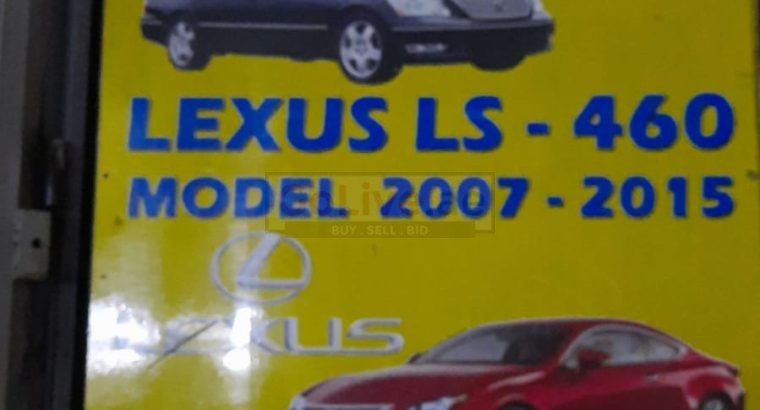 LEXUS LS - 460
MODEL 2007 - 2015
BUY . SELL . BID
LEXUS